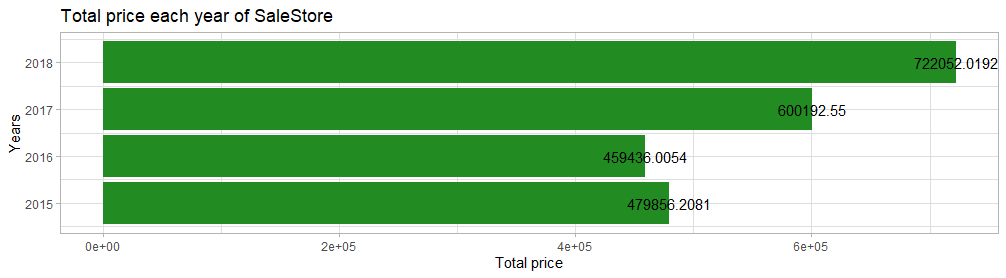 Total price each year of SaleStore
Years
2018
722052.0192
2017
600192.55
2016
459436.0054
2015
479856.2081
0e+00 2e+05 4e+05 6e+05
Total price